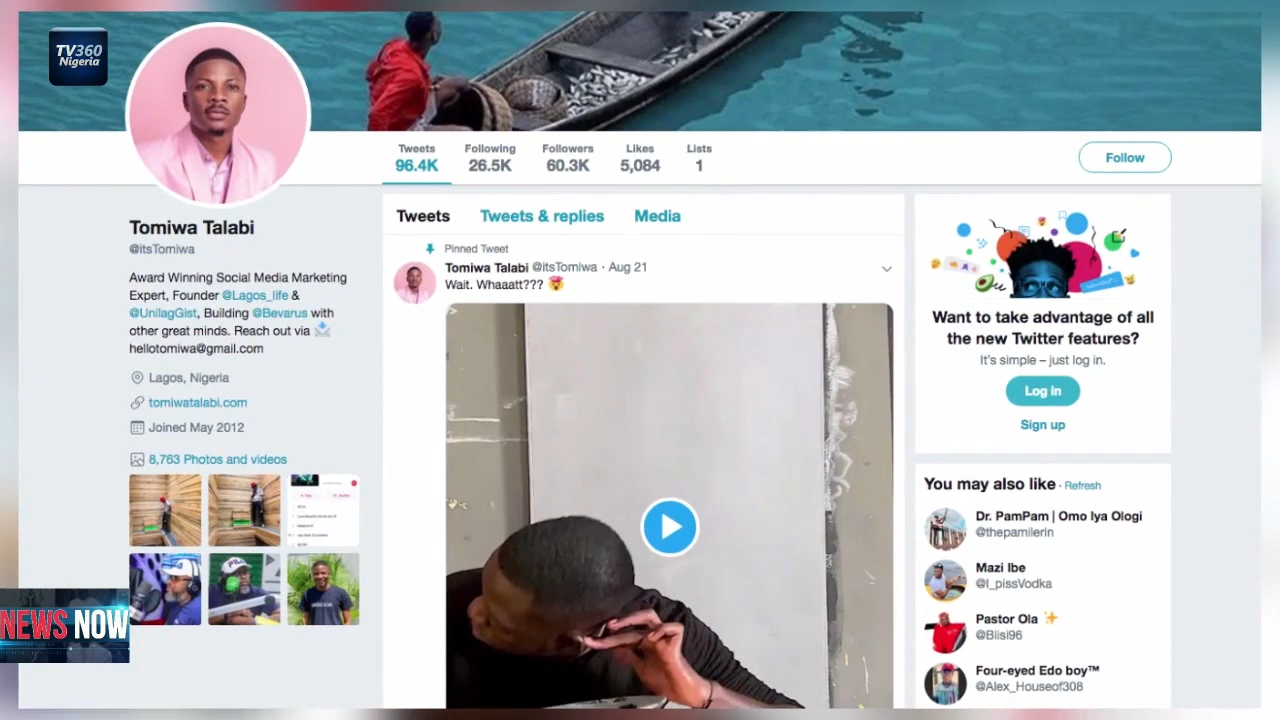 TV360
Nigeria
Tweets
96.4K
Following
26.5K
Followers
60.3K
Likes
5,084
Lists
1
Follow
Tomiwa Talabi
@itsTomiwa
Award Winning Social Media Marketing
Expert, Founder @Lagos_life &
@UnilagGist, Building @Bevarus with
other great minds. Reach out via 📩
hellotomiwa@gmail.com
Lagos, Nigeria
tomiwatalabi.com
Joined May 2012
8,763 Photos and videos
NEWS NOW
Tweets Tweets & replies Media
Pinned Tweet
Tomiwa Talabi @itsTomiwa · Aug 21
Wait. Whaaatt??? 🤯
Want to take advantage of all
the new Twitter features?
It's simple – just log in.
Log in
Sign up
You may also like · Refresh
Dr. PamPam | Omo Iya Ologi
@thepamilerin
Mazi Ibe
@I_pissVodka
Pastor Ola ✨
@Biisi96
Four-eyed Edo boy™
@Alex_Houseof308